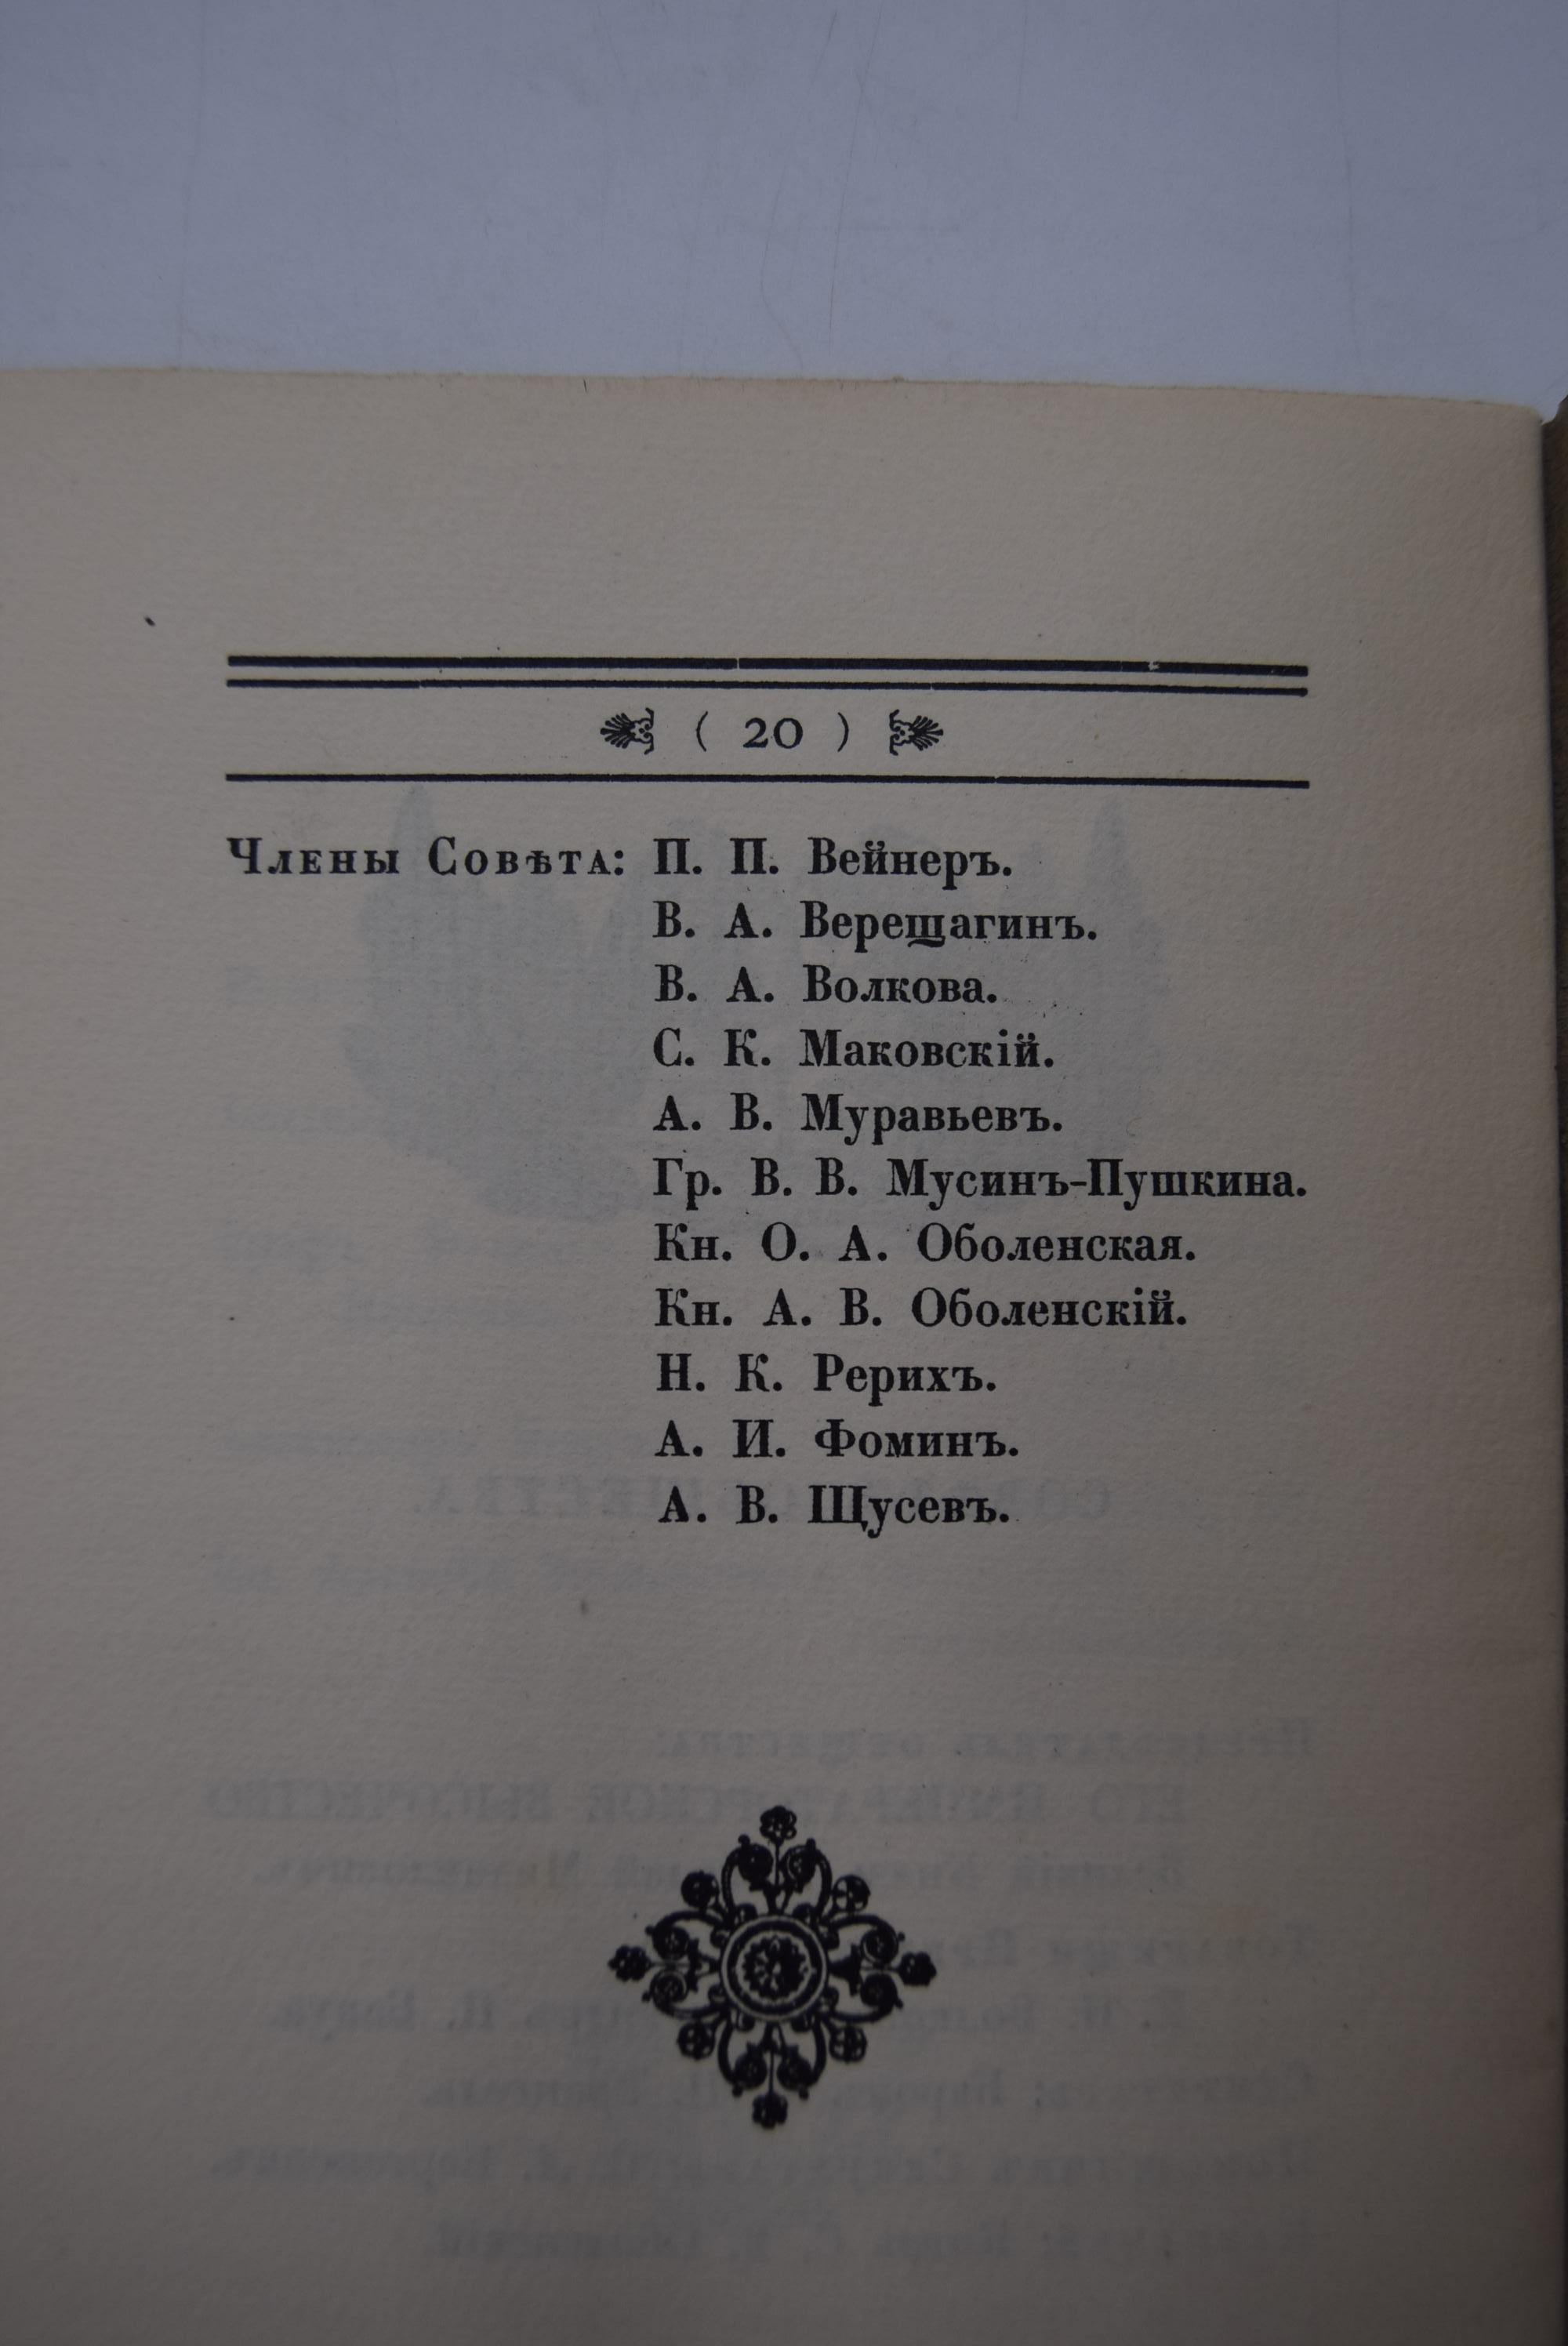 ( 20 )
Члены Совѣта: П. П. Вейнеръ.
В. А. Верещагинъ.
В. А. Волкова.
С. К. Маковскій.
А. В. Муравьевъ.
Гр. В. В. Мусинъ-Пушкина.
Кн. О. А. Оболенская.
Кн. А. В. Оболенскій.
Н. К. Рерихъ.
А. И. Фоминъ.
А. В. Щусевъ.